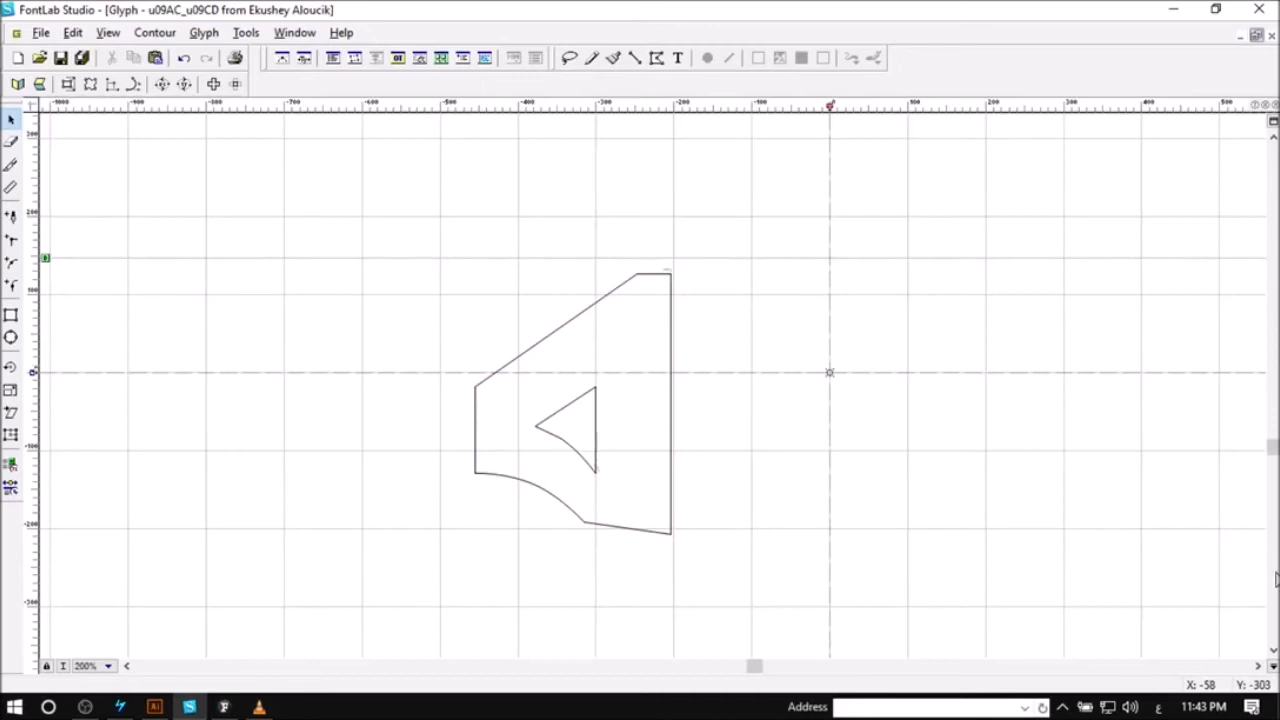 FontLab Studio - [Glyph - u09AC_u09CD from Ekushey Aloucik]
File Edit View Contour Glyph Tools Window Help
200%
X: -58 Y: -303
Address
11:43 PM